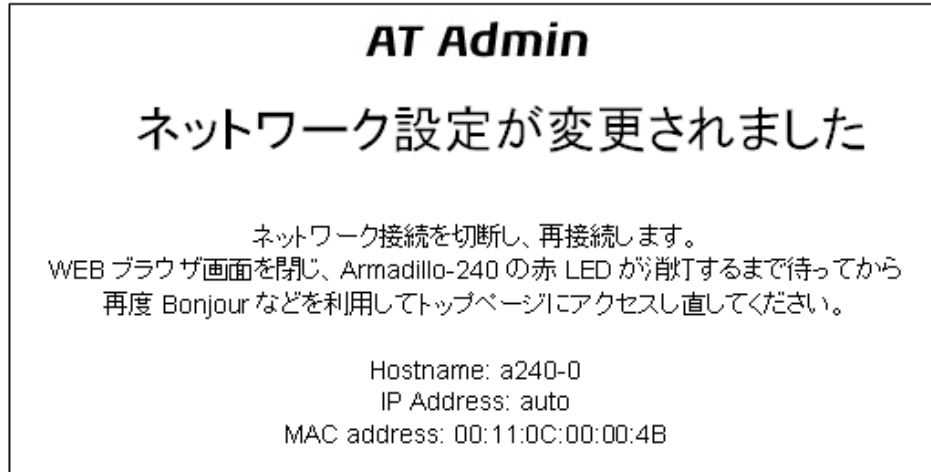 AT Admin
ネットワーク設定が変更されました
ネットワーク接続を切断し、再接続します。
WEB ブラウザ画面を閉じ、Armadillo-240 の赤 LED が消灯するまで待ってから
再度 Bonjour などを利用してトップページにアクセスし直してください。
Hostname: a240-0
IP Address: auto
MAC address: 00:11:0C:00:00:4B